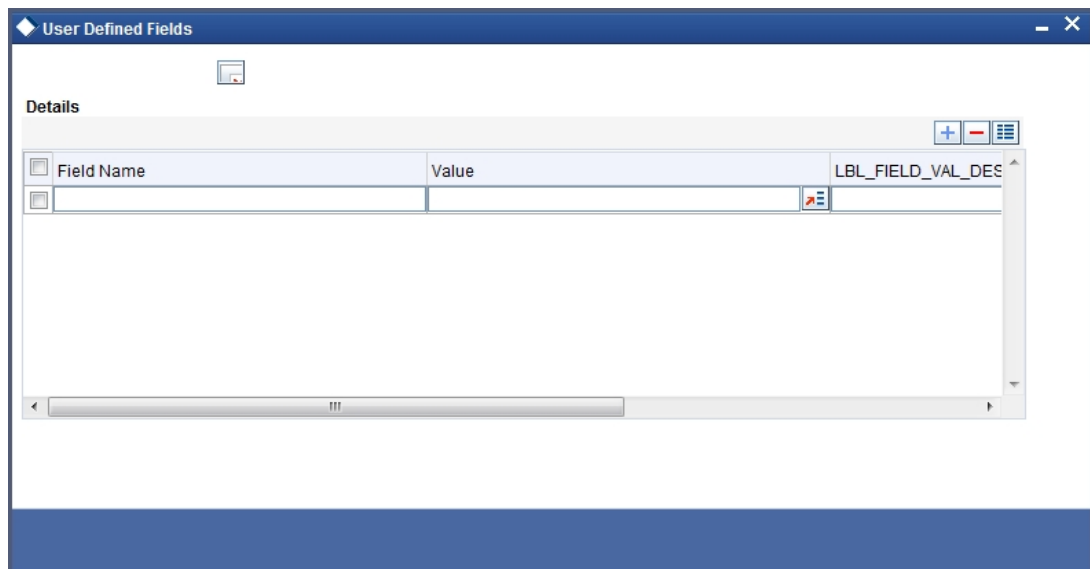 User Defined Fields
Details
Field Name Value LBL_FIELD_VAL_DES